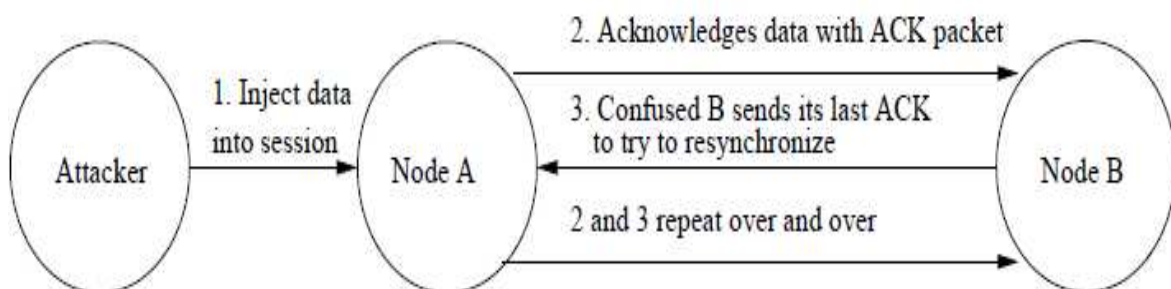 2. Acknowledges data with ACK packet
1. Inject data
into session
3. Confused B sends its last ACK
to try to resynchronize
Attacker
Node A
Node B
2 and 3 repeat over and over